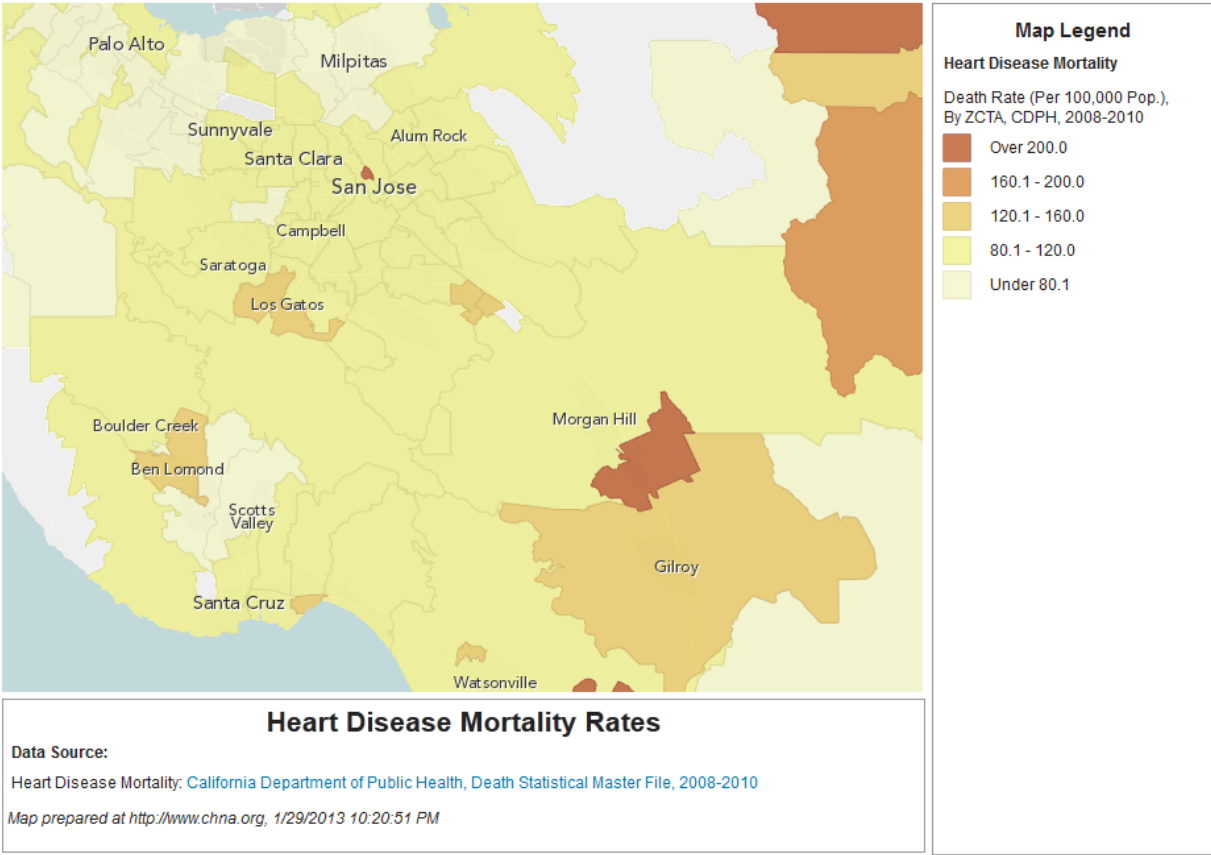 Palo Alto
Milpitas
Sunnyvale
Alum Rock
Santa Clara
San Jose
Campbell
Saratoga
Los Gatos
Morgan Hill
Boulder Creek
Ben Lomond
Scotts
Valley
Gilroy
Santa Cruz
Watsonville
Map Legend
Heart Disease Mortality
Death Rate (Per 100,000 Pop.),
By ZCTA, CDPH, 2008-2010
Over 200.0
160.1 - 200.0
120.1 - 160.0
80.1 - 120.0
Under 80.1
Heart Disease Mortality Rates
Data Source:
Heart Disease Mortality: California Department of Public Health, Death Statistical Master File, 2008-2010
Map prepared at http://www.chna.org, 1/29/2013 10:20:51 PM